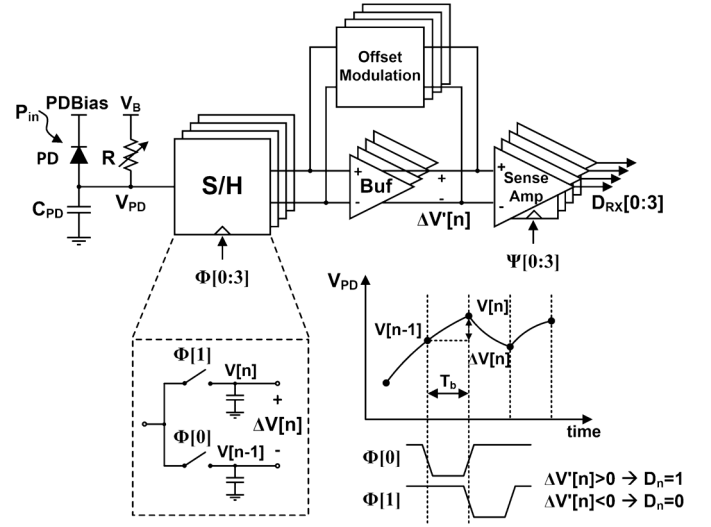 Offset
Modulation
P_in
PDBias
V_B
PD
R
S/H
+
Buf
-
+
-
ΔV'[n]
+
Sense
Amp
-
D_RX[0:3]
C_PD
V_PD
Φ[0:3]
Ψ[0:3]
Φ[1]
V[n]
+
ΔV[n]
Φ[0]
V[n-1]
-
V_PD
V[n]
V[n-1]
ΔV[n]
T_b
time
Φ[0]
Φ[1]
ΔV'[n]>0 → D_n=1
ΔV'[n]<0 → D_n=0